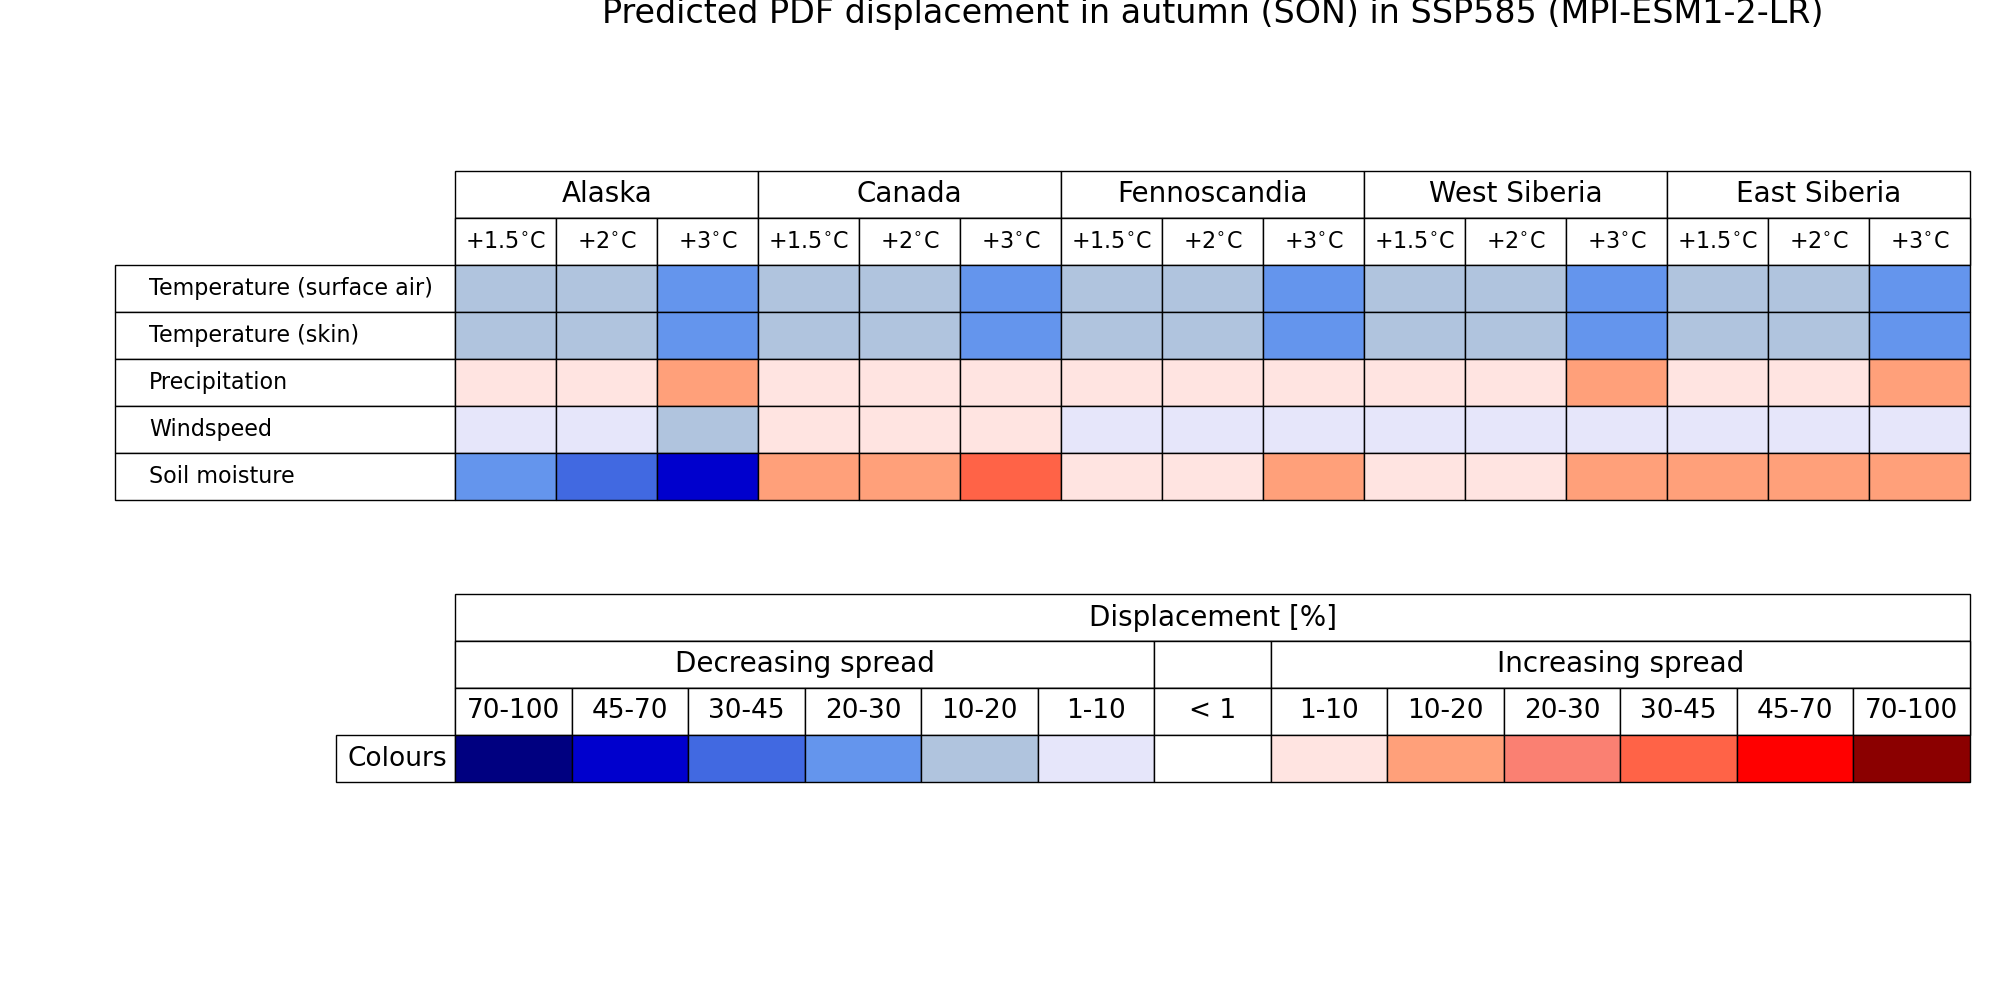 Predicted PDF displacement in autumn (SON) in SSP585 (MPI-ESM1-2-LR)
Alaska Canada Fennoscandia West Siberia East Siberia
+1.5°C +2°C +3°C +1.5°C +2°C +3°C +1.5°C +2°C +3°C +1.5°C +2°C +3°C +1.5°C +2°C +3°C
Temperature (surface air)
Temperature (skin)
Precipitation
Windspeed
Soil moisture
Displacement [%]
Decreasing spread Increasing spread
70-100 45-70 30-45 20-30 10-20 1-10 < 1 1-10 10-20 20-30 30-45 45-70 70-100
Colours